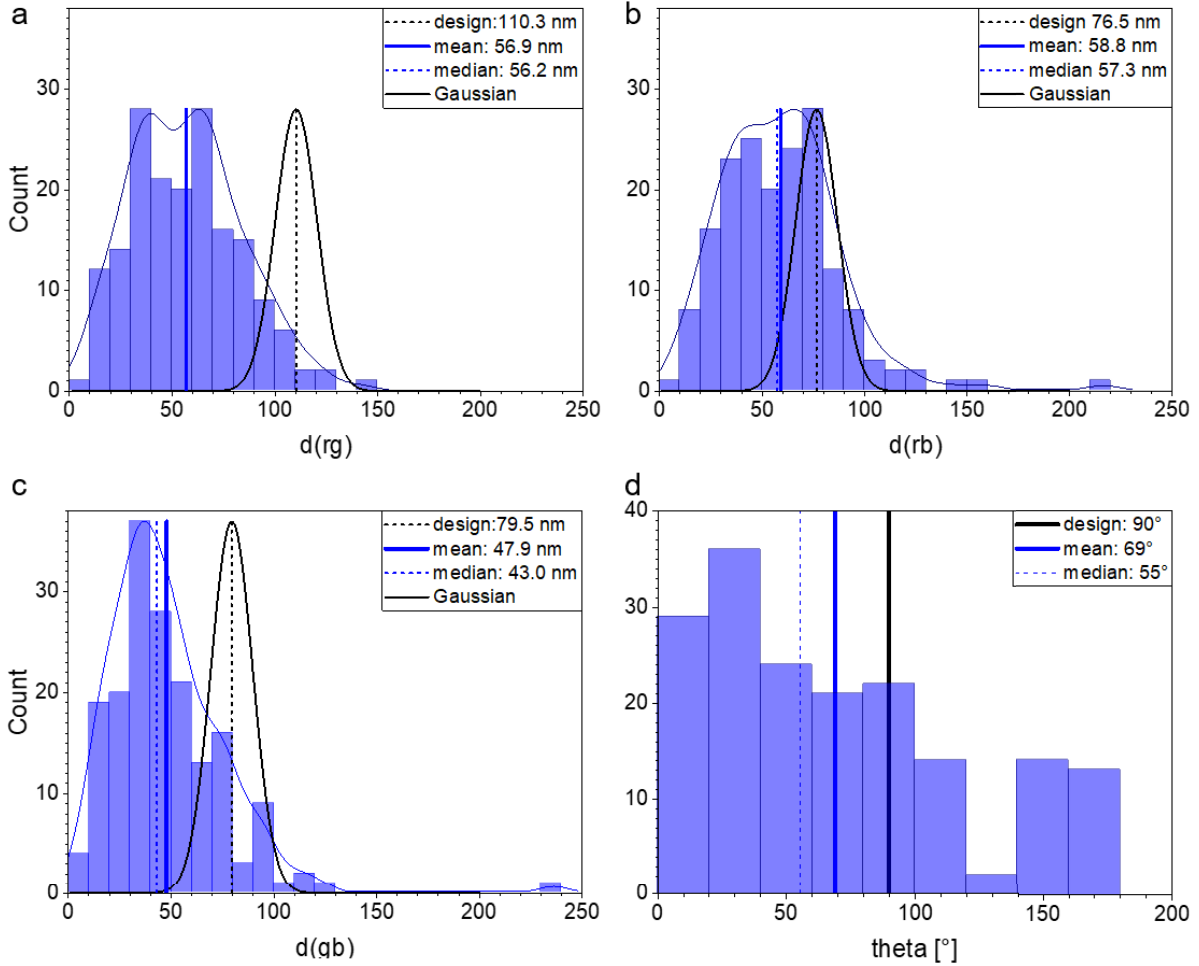 a
design:110.3 nm
mean: 56.9 nm
median: 56.2 nm
Gaussian
30
20
10
0
Count
0 50 100 150 200 250
d(rg)
b
design 76.5 nm
mean: 58.8 nm
median 57.3 nm
Gaussian
30
20
10
0
0 50 100 150 200 250
d(rb)
c
design:79.5 nm
mean: 47.9 nm
median: 43.0 nm
Gaussian
30
20
10
0
Count
0 50 100 150 200 250
d(gb)
d
design: 90°
mean: 69°
median: 55°
40
30
20
10
0
0 50 100 150 200
theta [°]